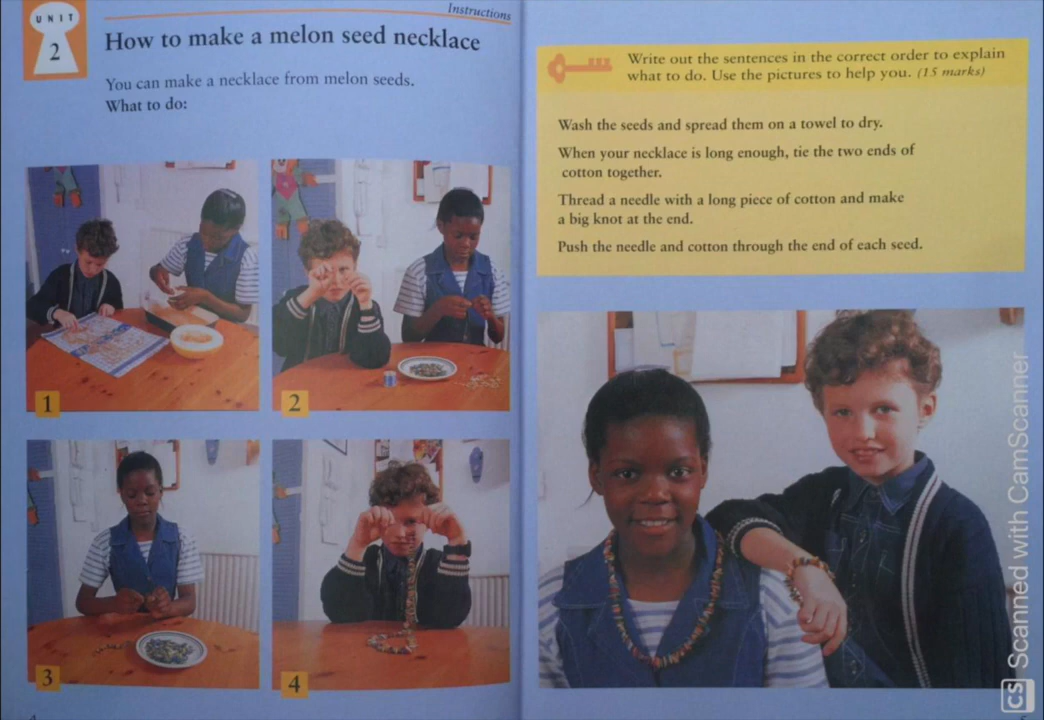 Instructions
UNIT
2
How to make a melon seed necklace
You can make a necklace from melon seeds.
What to do:
1
2
3
4
4
Write out the sentences in the correct order to explain
what to do. Use the pictures to help you. (15 marks)
Wash the seeds and spread them on a towel to dry.
When your necklace is long enough, tie the two ends of
cotton together.
Thread a needle with a long piece of cotton and make
a big knot at the end.
Push the needle and cotton through the end of each seed.
CS Scanned with CamScanner